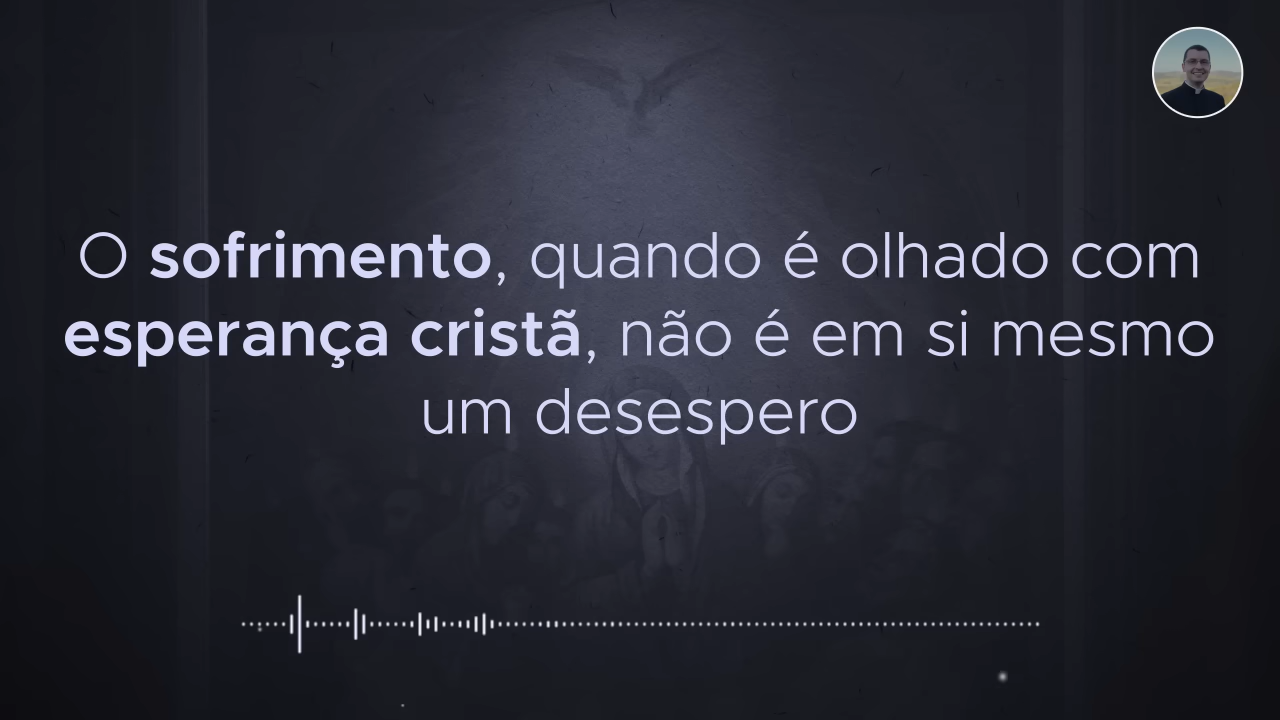 O sofrimento, quando é olhado com
esperança cristã, não é em si mesmo
um desespero